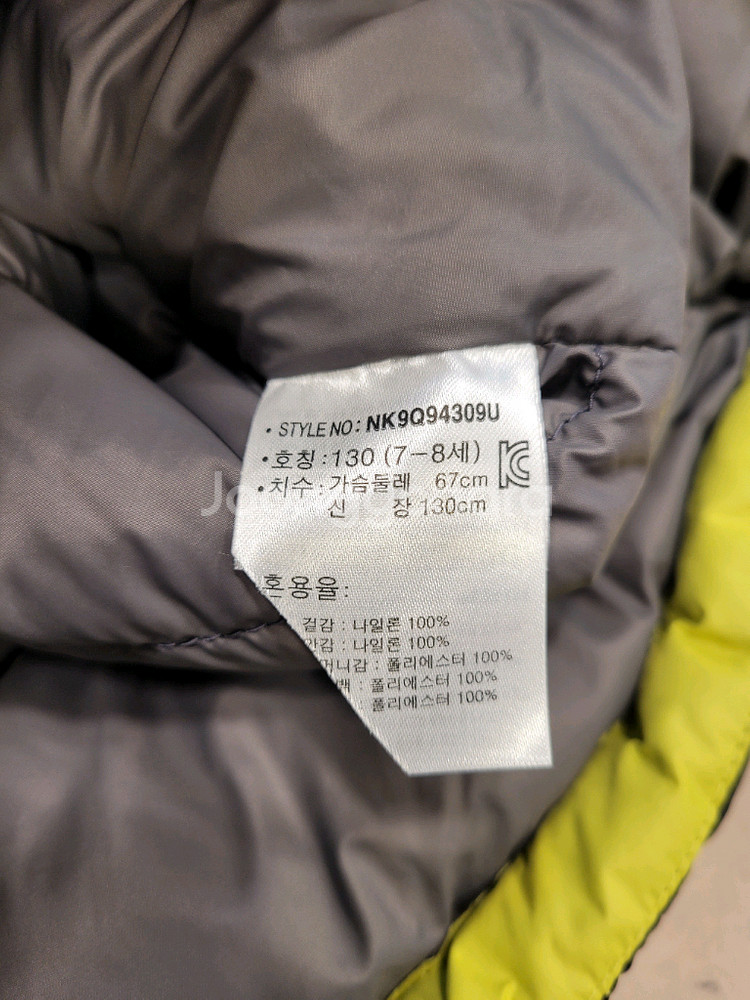 • STYLE NO: NK9Q94309U
• 호칭 : 130 (7-8세)
• 치수 : 가슴둘레 67cm
신 장 130cm
혼용율:
겉감 : 나일론 100%
안감 : 나일론 100%
머니감 : 폴리에스터 100%
: 폴리에스터 100%
폴리에스터 100%